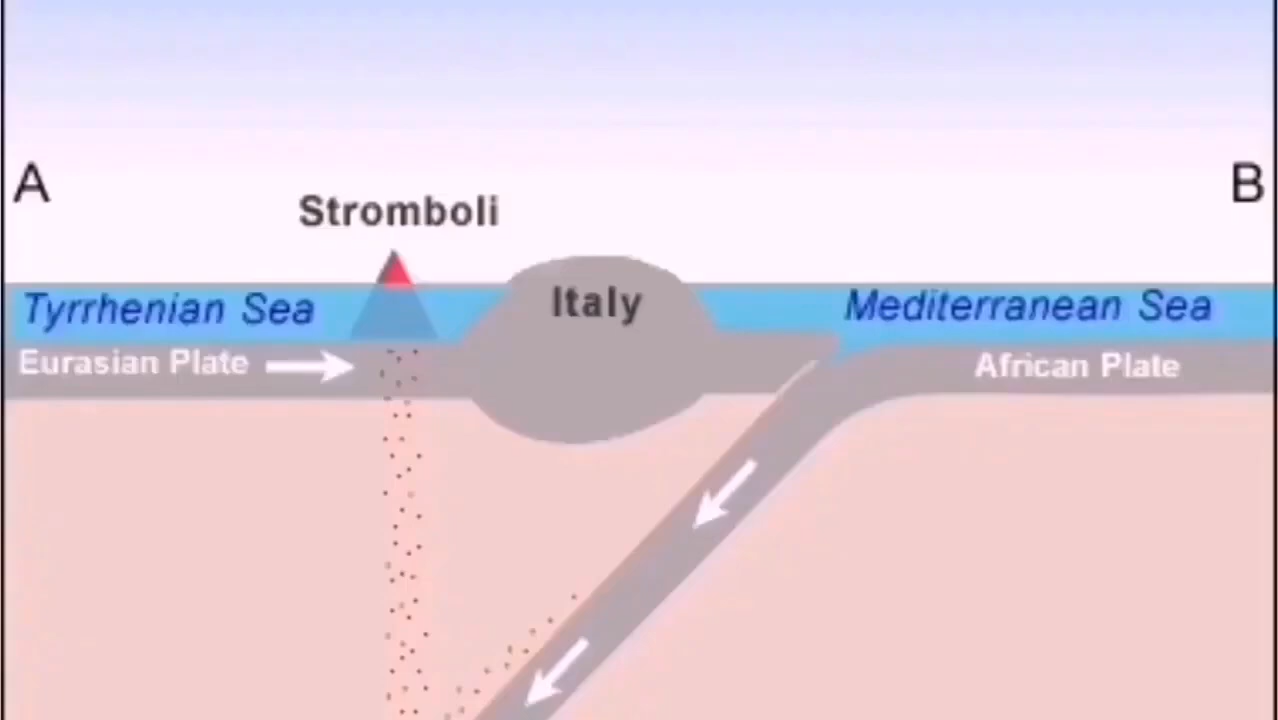 A
B
Stromboli
Italy
Tyrrhenian Sea
Mediterranean Sea
Eurasian Plate
African Plate